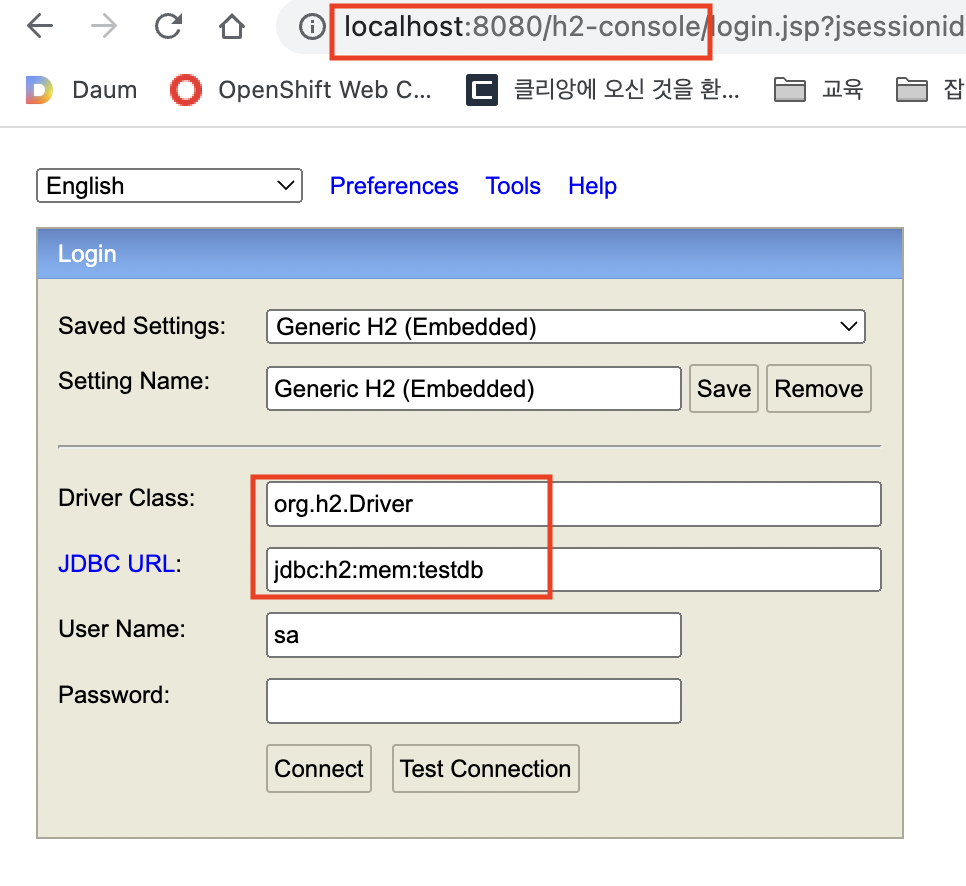 localhost:8080/h2-console/login.jsp?jsessionid
Daum OpenShift Web C... 클리앙에 오신 것을 환... 교육 잡
English Preferences Tools Help
Login
Saved Settings: Generic H2 (Embedded)
Setting Name: Generic H2 (Embedded) Save Remove
Driver Class: org.h2.Driver
JDBC URL: jdbc:h2:mem:testdb
User Name: sa
Password:
Connect Test Connection